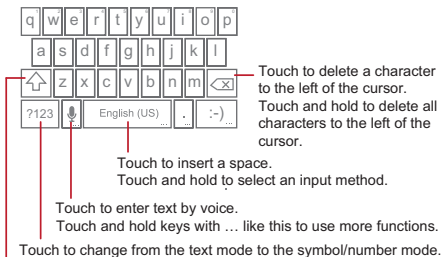 q w e r t y u i o p
a s d f g h j k l
z x c v b n m
?123 English (US) ... . ... :-) ...
Touch to delete a character
to the left of the cursor.
Touch and hold to delete all
characters to the left of the
cursor.
Touch to insert a space.
Touch and hold to select an input method.
Touch to enter text by voice.
Touch and hold keys with … like this to use more functions.
Touch to change from the text mode to the symbol/number mode.